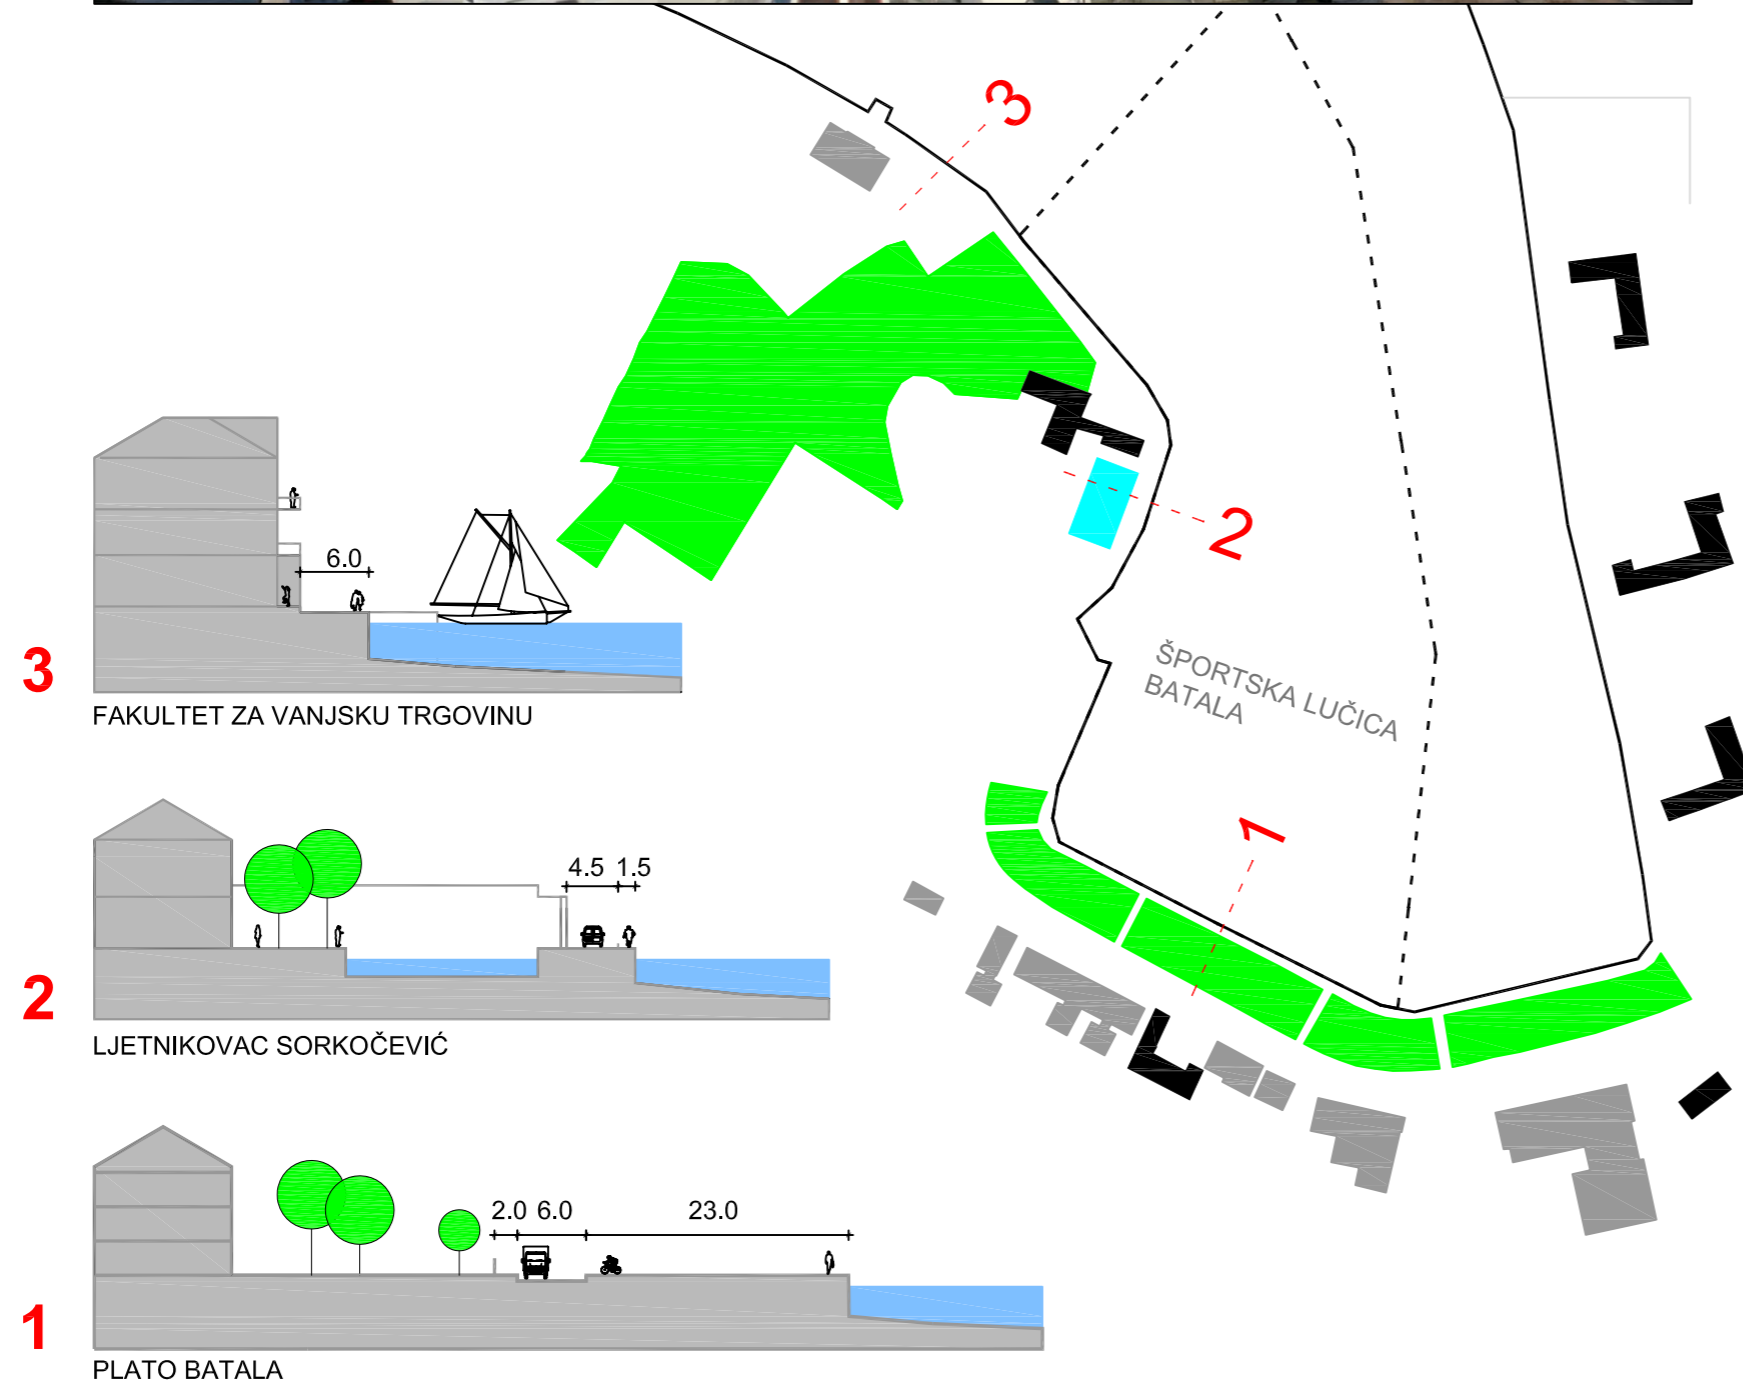 3
2
ŠPORTSKA LUČICA
BATALA
1
6.0
3
FAKULTET ZA VANJSKU TRGOVINU
4.5 1.5
2
LJETNIKOVAC SORKOČEVIĆ
2.0 6.0 23.0
1
PLATO BATALA